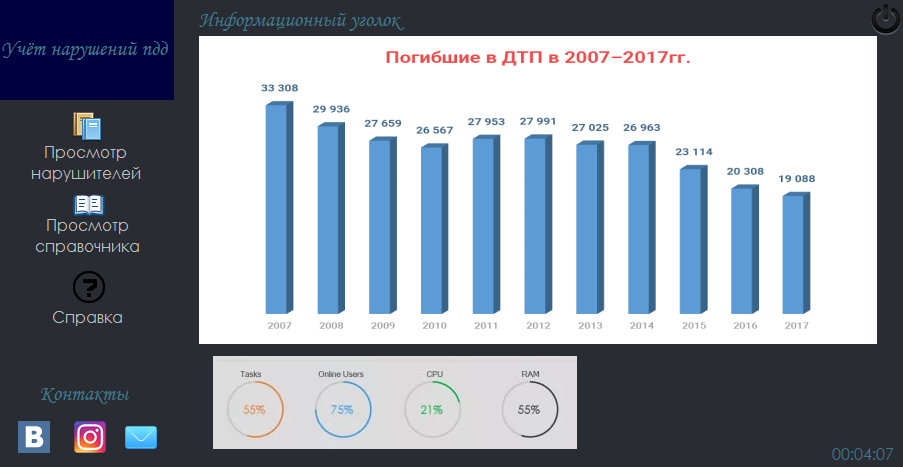 Учёт нарушений пдд
Просмотр
нарушителей
Просмотр
справочника
?
Справка
Контакты
B
Информационный уголок
Погибшие в ДТП в 2007–2017гг.
33 308
29 936
27 659
26 567
27 953
27 991
27 025
26 963
23 114
20 308
19 088
2007 2008 2009 2010 2011 2012 2013 2014 2015 2016 2017
Tasks Online Users CPU RAM
55% 75% 21% 55%
00:04:07